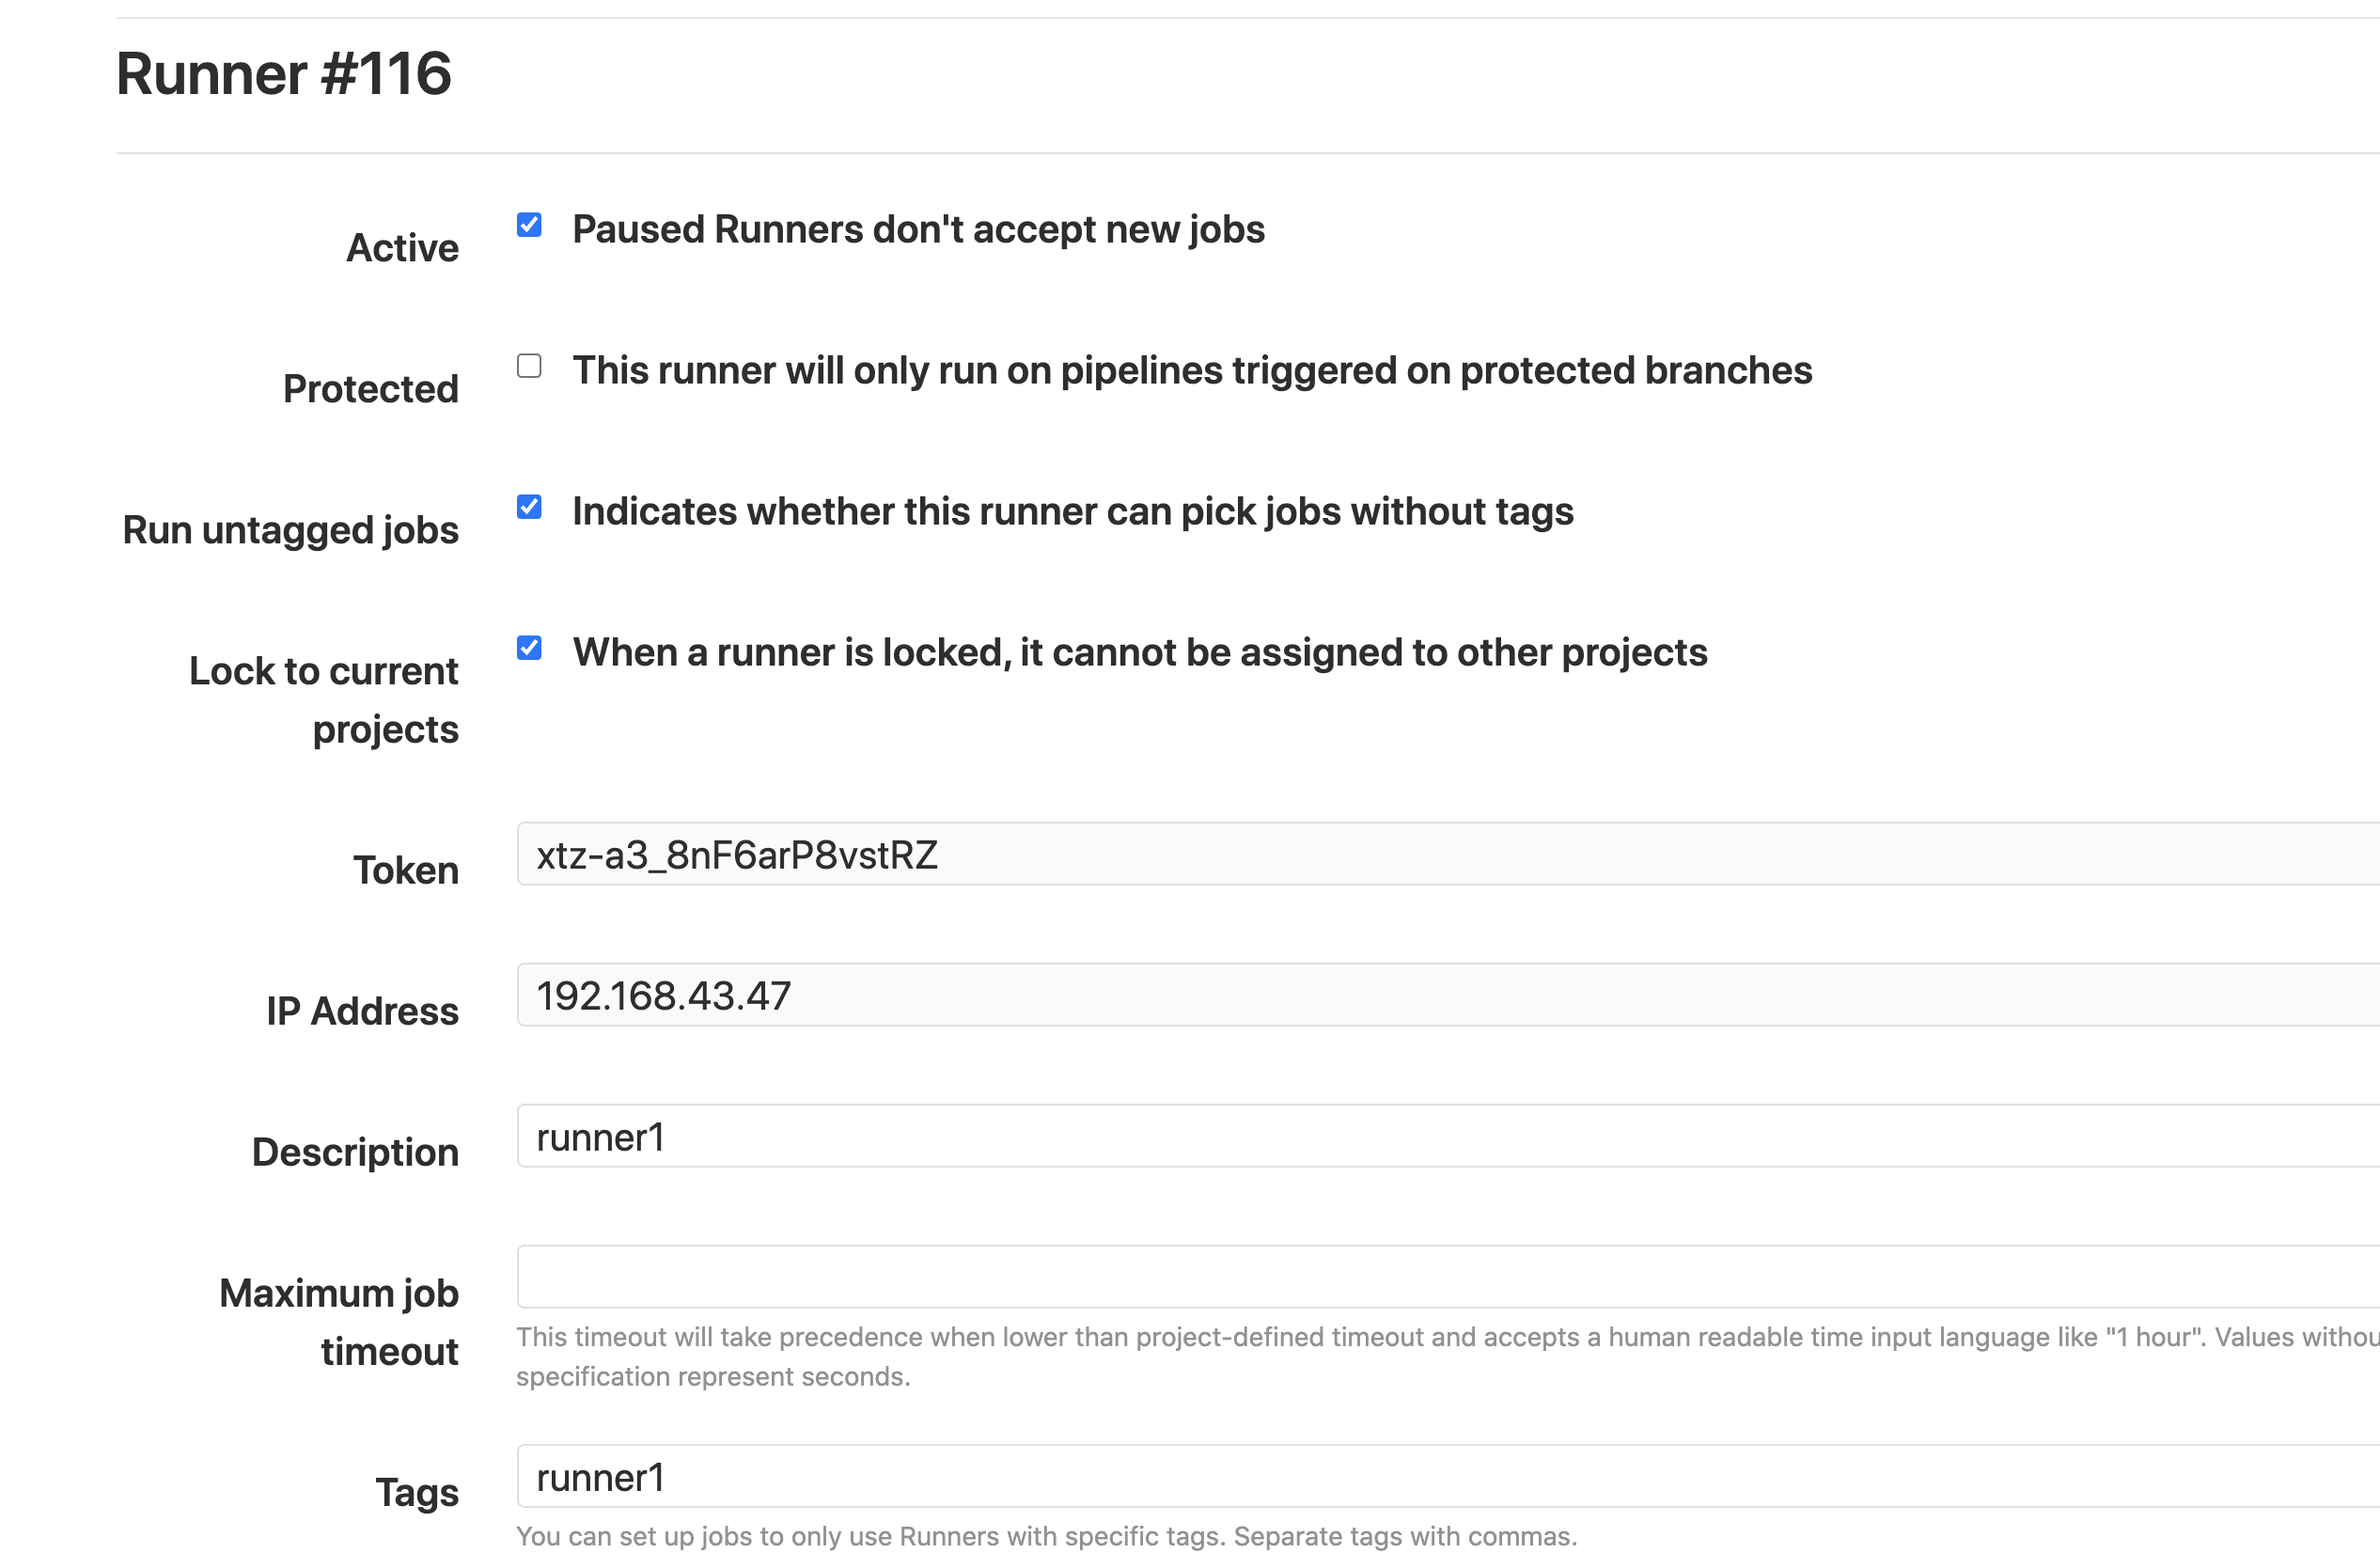 Runner #116
Active
Paused Runners don't accept new jobs
Protected
This runner will only run on pipelines triggered on protected branches
Run untagged jobs
Indicates whether this runner can pick jobs without tags
Lock to current
projects
When a runner is locked, it cannot be assigned to other projects
Token
xtz-a3_8nF6arP8vstRZ
IP Address
192.168.43.47
Description
runner1
Maximum job
timeout
This timeout will take precedence when lower than project-defined timeout and accepts a human readable time input language like "1 hour". Values
specification represent seconds.
Tags
runner1
You can set up jobs to only use Runners with specific tags. Separate tags with commas.